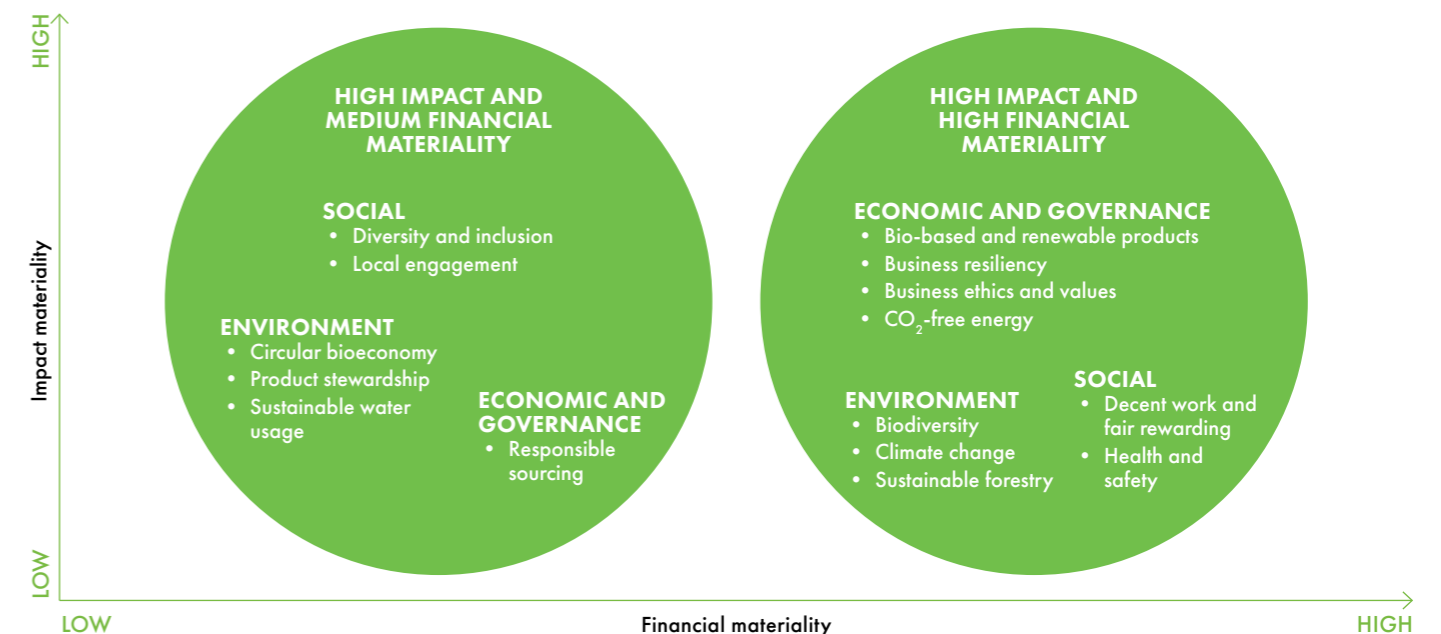 HIGH
Impact materiality
LOW
HIGH IMPACT AND
MEDIUM FINANCIAL
MATERIALITY
SOCIAL
• Diversity and inclusion
• Local engagement
ENVIRONMENT
• Circular bioeconomy
• Product stewardship
• Sustainable water
usage
ECONOMIC AND
GOVERNANCE
• Responsible
sourcing
HIGH IMPACT AND
HIGH FINANCIAL
MATERIALITY
ECONOMIC AND GOVERNANCE
• Bio-based and renewable products
• Business resiliency
• Business ethics and values
• CO₂-free energy
ENVIRONMENT
• Biodiversity
• Climate change
• Sustainable forestry
SOCIAL
• Decent work and
fair rewarding
• Health and
safety
LOW
Financial materiality
HIGH